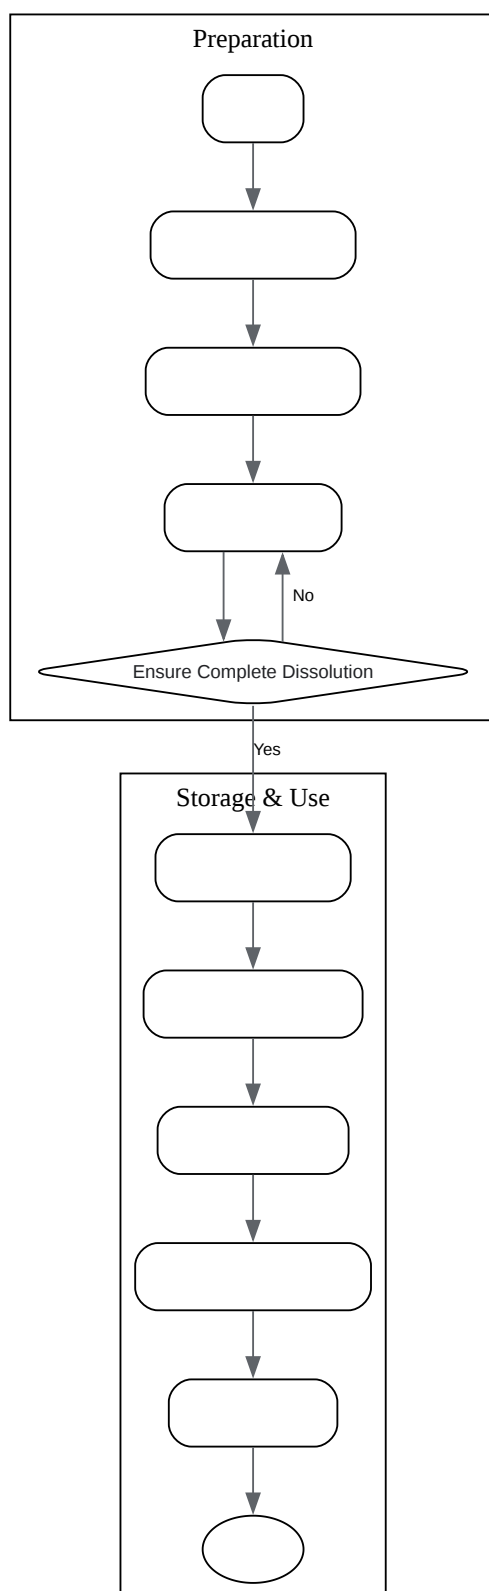 Preparation
No
Ensure Complete Dissolution
Yes
Storage & Use